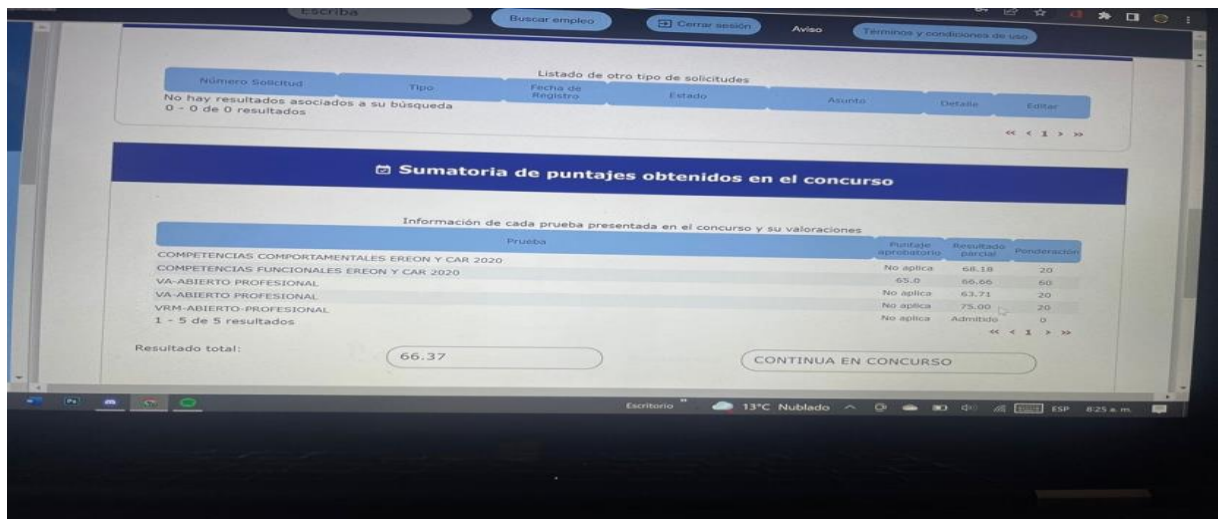 Escriba
Buscar empleo
Cerrar sesión
Aviso
Términos y condiciones de uso
Listado de otro tipo de solicitudes
Número Solicitud Tipo Fecha de Registro Estado Asunto Detalle Editar
No hay resultados asociados a su búsqueda
0 - 0 de 0 resultados
<< < 1 > >>
Sumatoria de puntajes obtenidos en el concurso
Información de cada prueba presentada en el concurso y su valoraciones
Prueba Puntaje aprobatorio Resultado parcial Ponderación
COMPETENCIAS COMPORTAMENTALES EREON Y CAR 2020 No aplica 68.18 20
COMPETENCIAS FUNCIONALES EREON Y CAR 2020 65.0 66.66 60
VA-ABIERTO PROFESIONAL No aplica 63.71 20
VA-ABIERTO PROFESIONAL No aplica 75.00 20
VRM-ABIERTO-PROFESIONAL No aplica Admitido 0
1 - 5 de 5 resultados
<< < 1 > >>
Resultado total: 66.37 CONTINUA EN CONCURSO
Escritorio 13°C Nublado ESP 8:25 a. m.